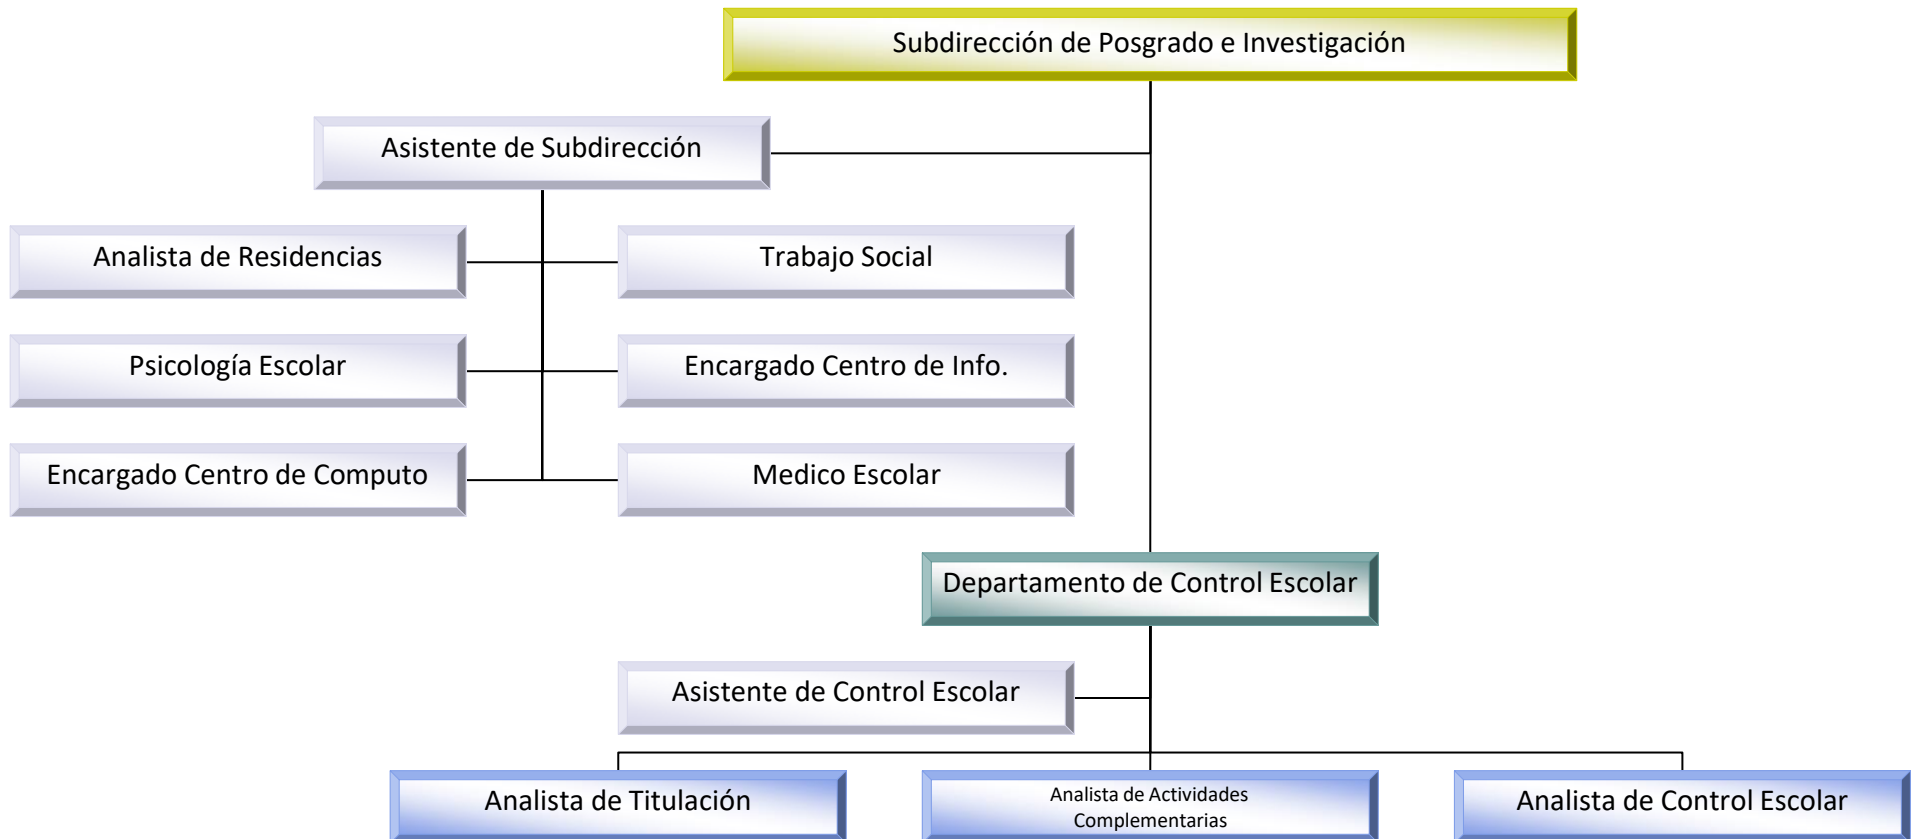 Subdirección de Posgrado e Investigación
Asistente de Subdirección
Analista de Residencias
Trabajo Social
Psicología Escolar
Encargado Centro de Info.
Encargado Centro de Computo
Medico Escolar
Departamento de Control Escolar
Asistente de Control Escolar
Analista de Titulación
Analista de Actividades
Complementarias
Analista de Control Escolar